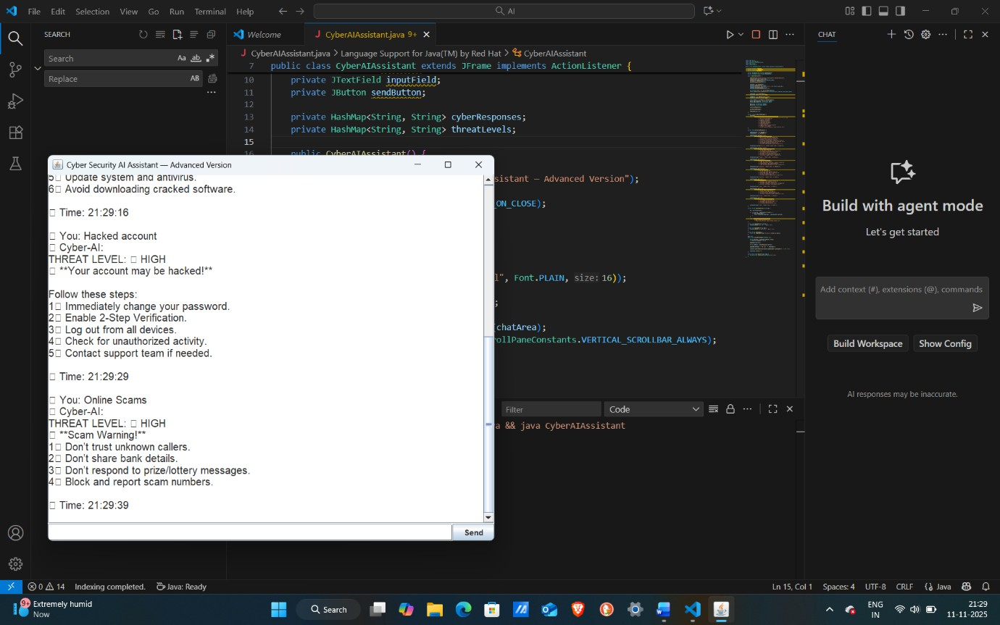 File Edit Selection View Go Run Terminal Help
AI
SEARCH
Search
Aa ab .*
Replace
AB
Welcome
J CyberAIAssistant.java 9+
J CyberAIAssistant.java > Language Support for Java(TM) by Red Hat > CyberAIAssistant
7 public class CyberAIAssistant extends JFrame implements ActionListener {
10 private JTextField inputField;
11 private JButton sendButton;
12
13 private HashMap<String, String> cyberResponses;
14 private HashMap<String, String> threatLevels;
15
16 public CyberAIAssistant() {
sistant — Advanced Version");
ON_CLOSE);
l", Font.PLAIN, size: 16));
;
(chatArea);
rollPaneConstants.VERTICAL_SCROLLBAR_ALWAYS);
Filter
Code
a && java CyberAIAssistant
Cyber Security AI Assistant — Advanced Version
5□ Update system and antivirus.
6□ Avoid downloading cracked software.
□ Time: 21:29:16
□ You: Hacked account
□ Cyber-AI:
THREAT LEVEL: □ HIGH
□ **Your account may be hacked!**
Follow these steps:
1□ Immediately change your password.
2□ Enable 2-Step Verification.
3□ Log out from all devices.
4□ Check for unauthorized activity.
5□ Contact support team if needed.
□ Time: 21:29:29
□ You: Online Scams
□ Cyber-AI:
THREAT LEVEL: □ HIGH
□ **Scam Warning!**
1□ Don't trust unknown callers.
2□ Don't share bank details.
3□ Don't respond to prize/lottery messages.
4□ Block and report scam numbers.
□ Time: 21:29:39
Send
CHAT
Build with agent mode
Let's get started
Add context (#), extensions (@), commands
Build Workspace
Show Config
AI responses may be inaccurate.
0 14 Indexing completed. Java: Ready
Ln 15, Col 1 Spaces: 4 UTF-8 CRLF {} Java
9+
Extremely humid
Now
Search
ENG
IN
21:29
11-11-2025